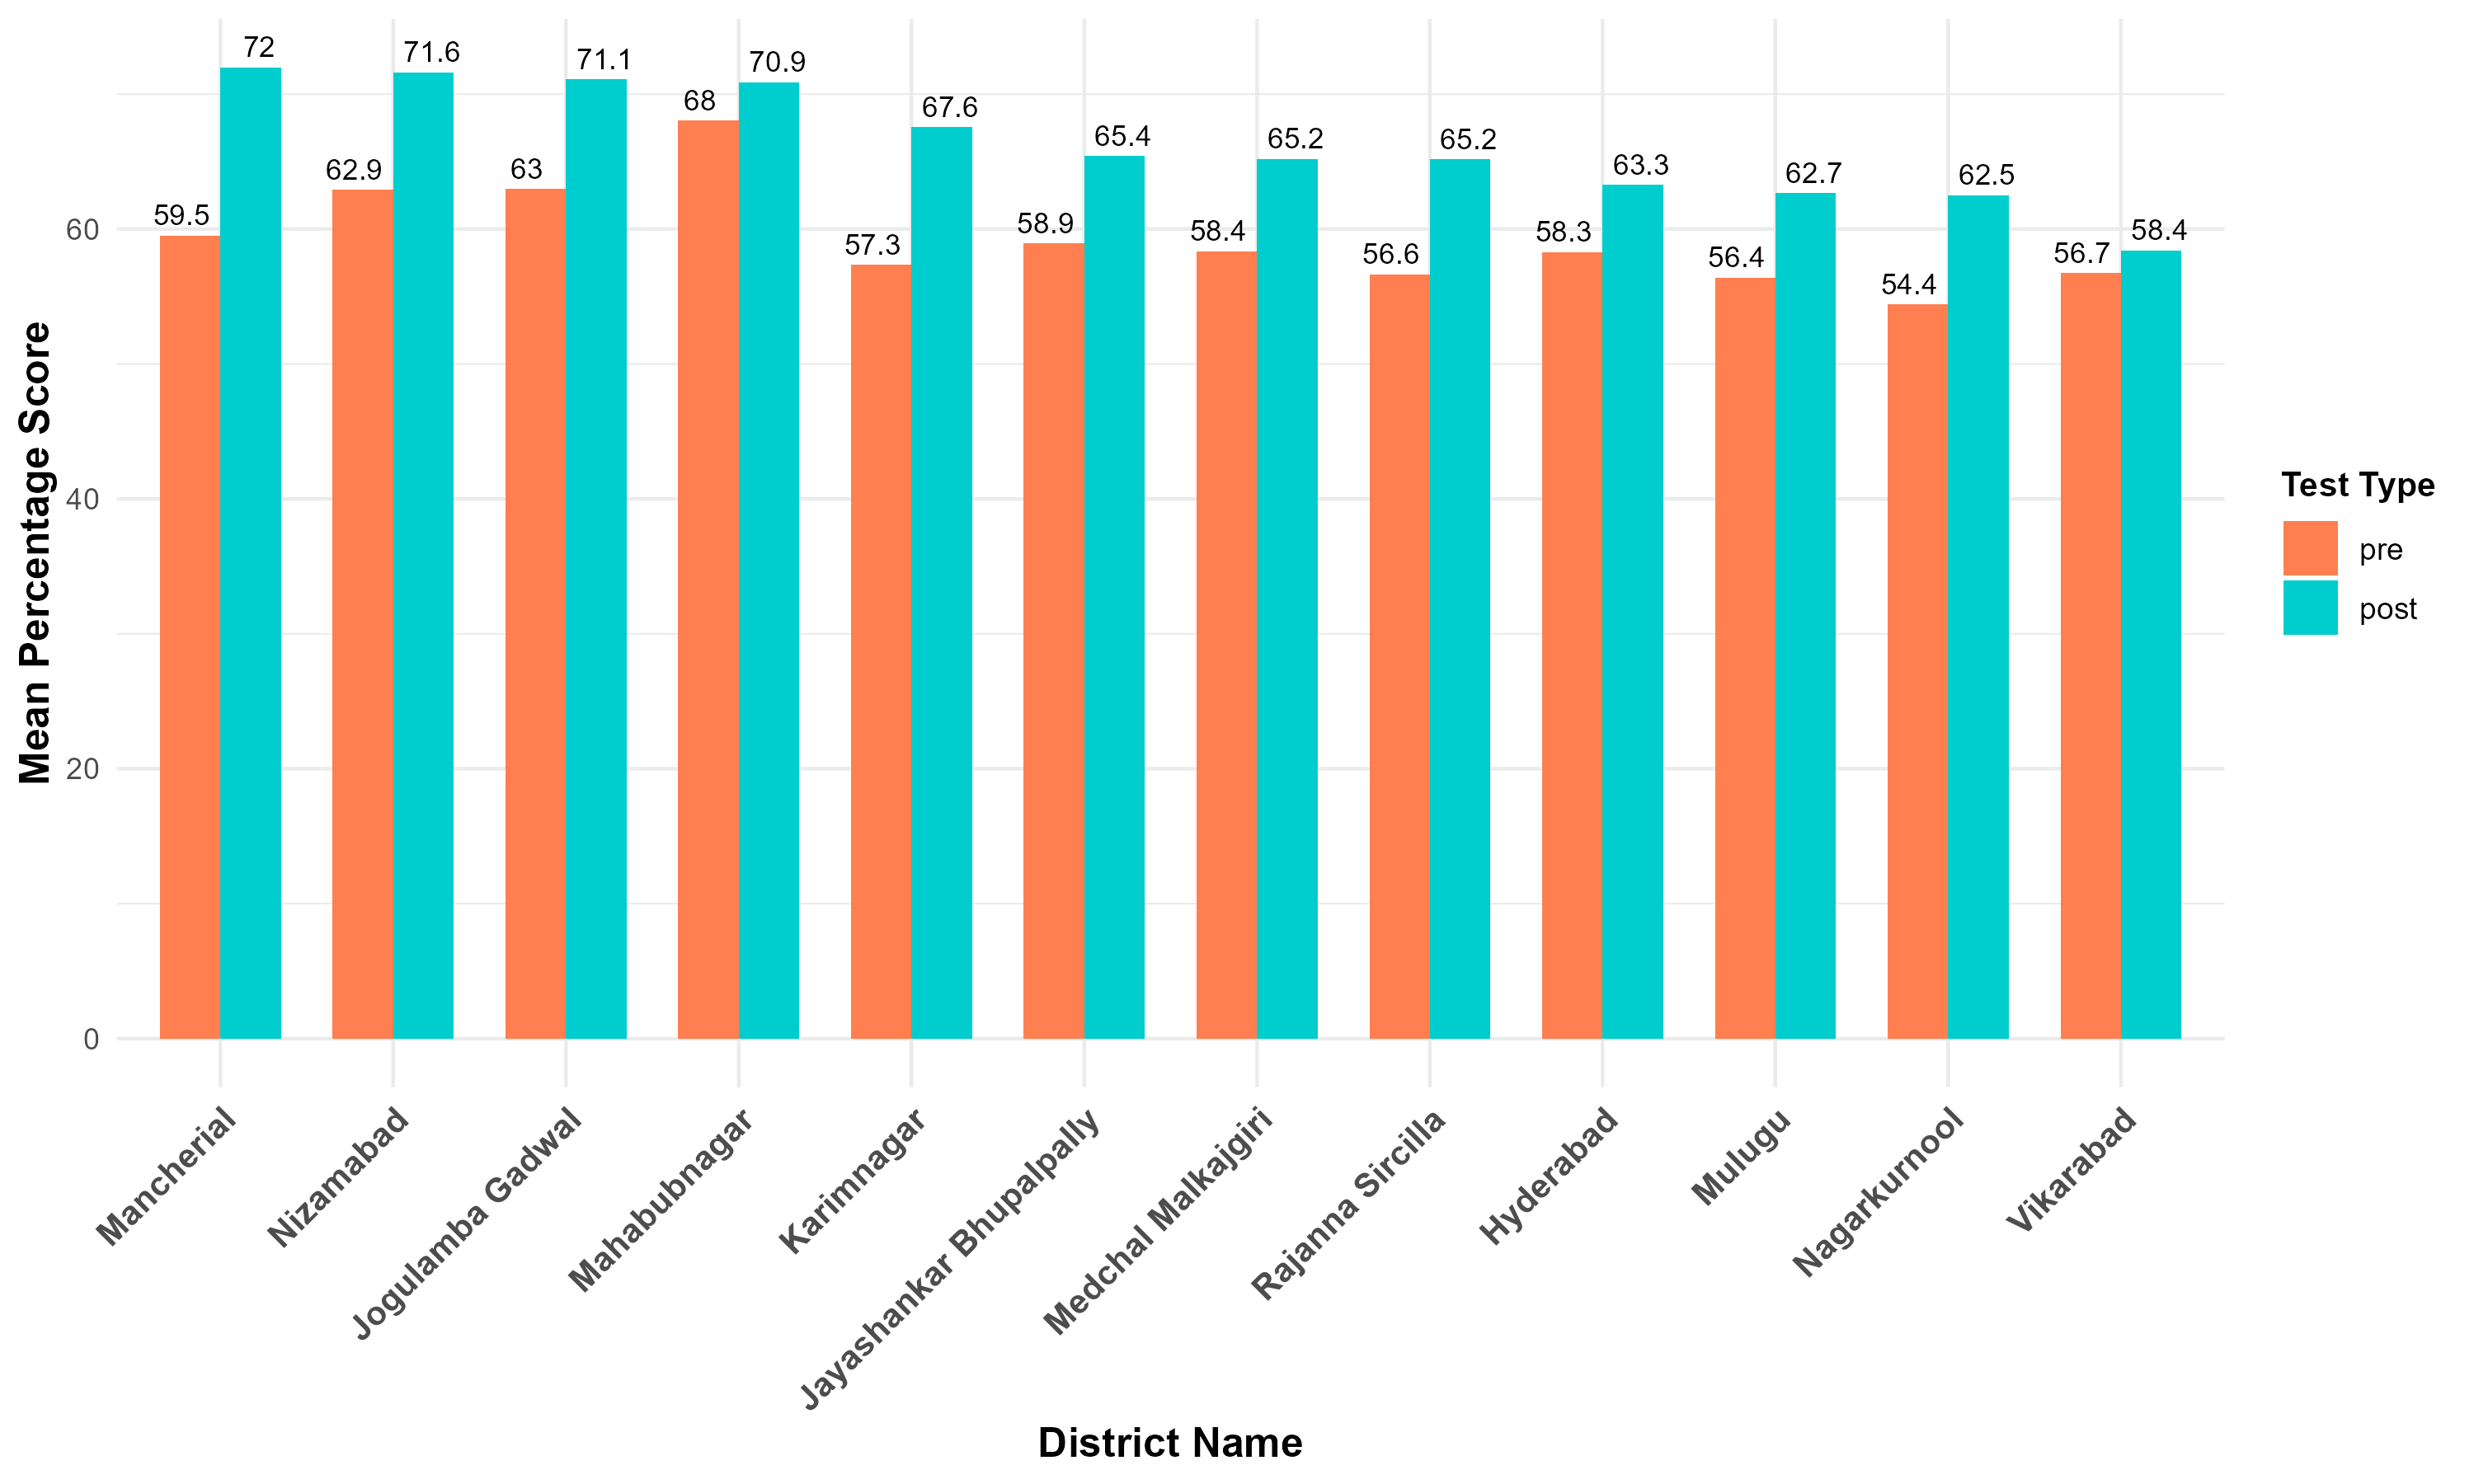 72
71.6
71.1
70.9
68
67.6
65.4
65.2
65.2
63.3
62.7
62.5
62.9
63
59.5
58.9
58.4
58.3
58.4
57.3
56.6
56.4
56.7
54.4
60
40
20
0
Mean Percentage Score
Test Type
pre
post
Mancherial
Nizamabad
Jogulamba Gadwal
Mahabubnagar
Karimnagar
Jayashankar Bhupalpally
Medchal Malkajgiri
Rajanna Sircilla
Hyderabad
Mulugu
Nagarkurnool
Vikarabad
District Name